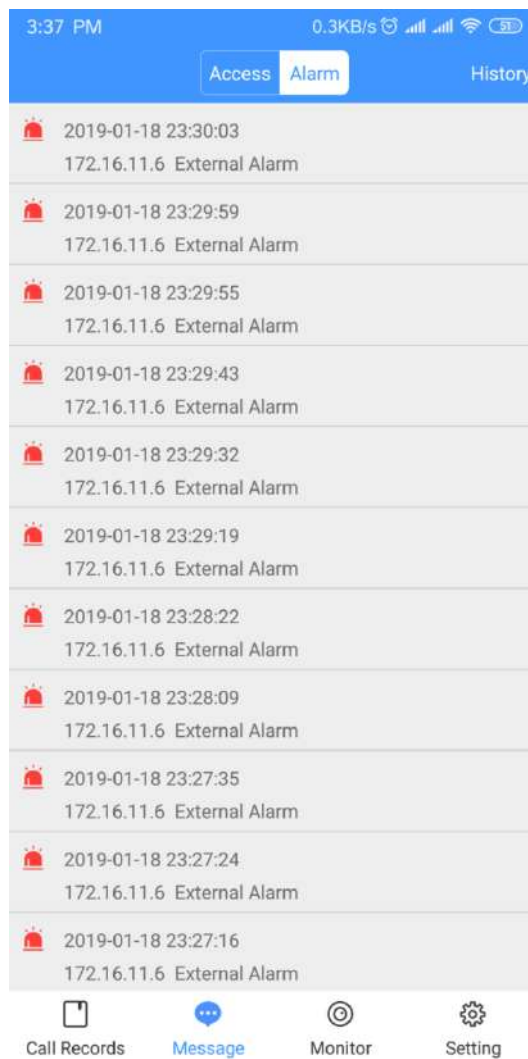 3:37 PM 0.3KB/s 51
Access Alarm History
2019-01-18 23:30:03
172.16.11.6 External Alarm
2019-01-18 23:29:59
172.16.11.6 External Alarm
2019-01-18 23:29:55
172.16.11.6 External Alarm
2019-01-18 23:29:43
172.16.11.6 External Alarm
2019-01-18 23:29:32
172.16.11.6 External Alarm
2019-01-18 23:29:19
172.16.11.6 External Alarm
2019-01-18 23:28:22
172.16.11.6 External Alarm
2019-01-18 23:28:09
172.16.11.6 External Alarm
2019-01-18 23:27:35
172.16.11.6 External Alarm
2019-01-18 23:27:24
172.16.11.6 External Alarm
2019-01-18 23:27:16
172.16.11.6 External Alarm
Call Records Message Monitor Setting